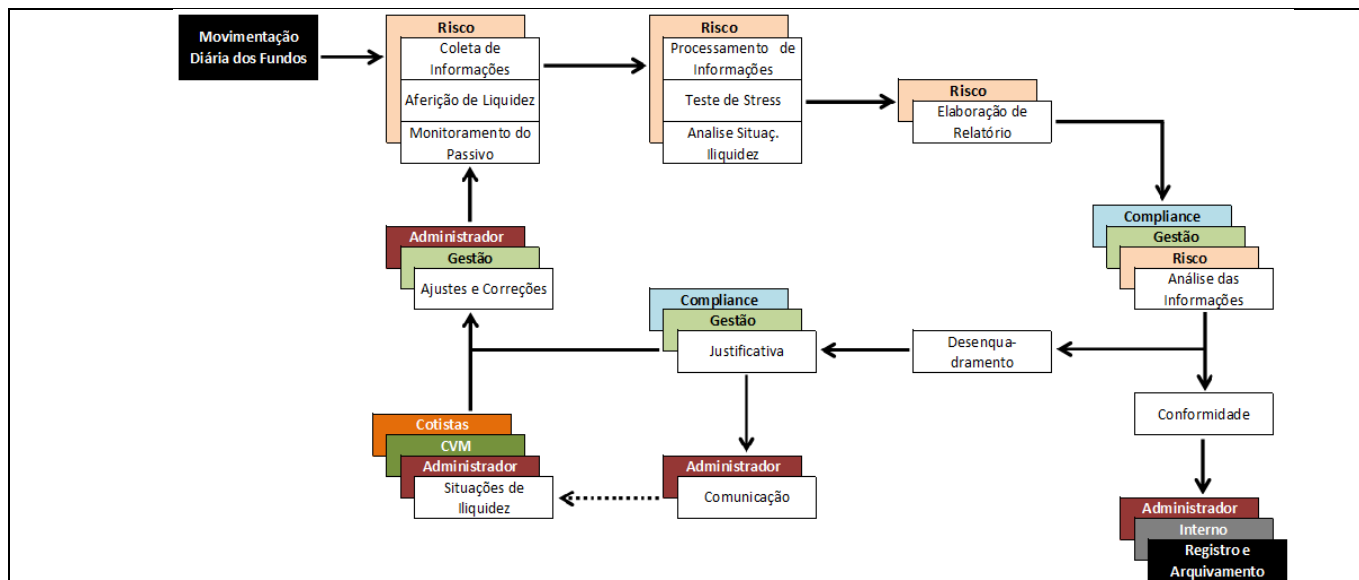 Movimentação
Diária dos Fundos
Risco
Coleta de
Informações
Aferição de Liquidez
Monitoramento do
Passivo
Risco
Processamento de
Informações
Teste de Stress
Analise Situaç.
Iliquidez
Risco
Elaboração de
Relatório
Compliance
Gestão
Risco
Análise das
Informações
Administrador
Gestão
Ajustes e Correções
Compliance
Gestão
Justificativa
Desenqua-
dramento
Conformidade
Cotistas
CVM
Administrador
Situações de
Iliquidez
Administrador
Comunicação
Administrador
Interno
Registro e
Arquivamento